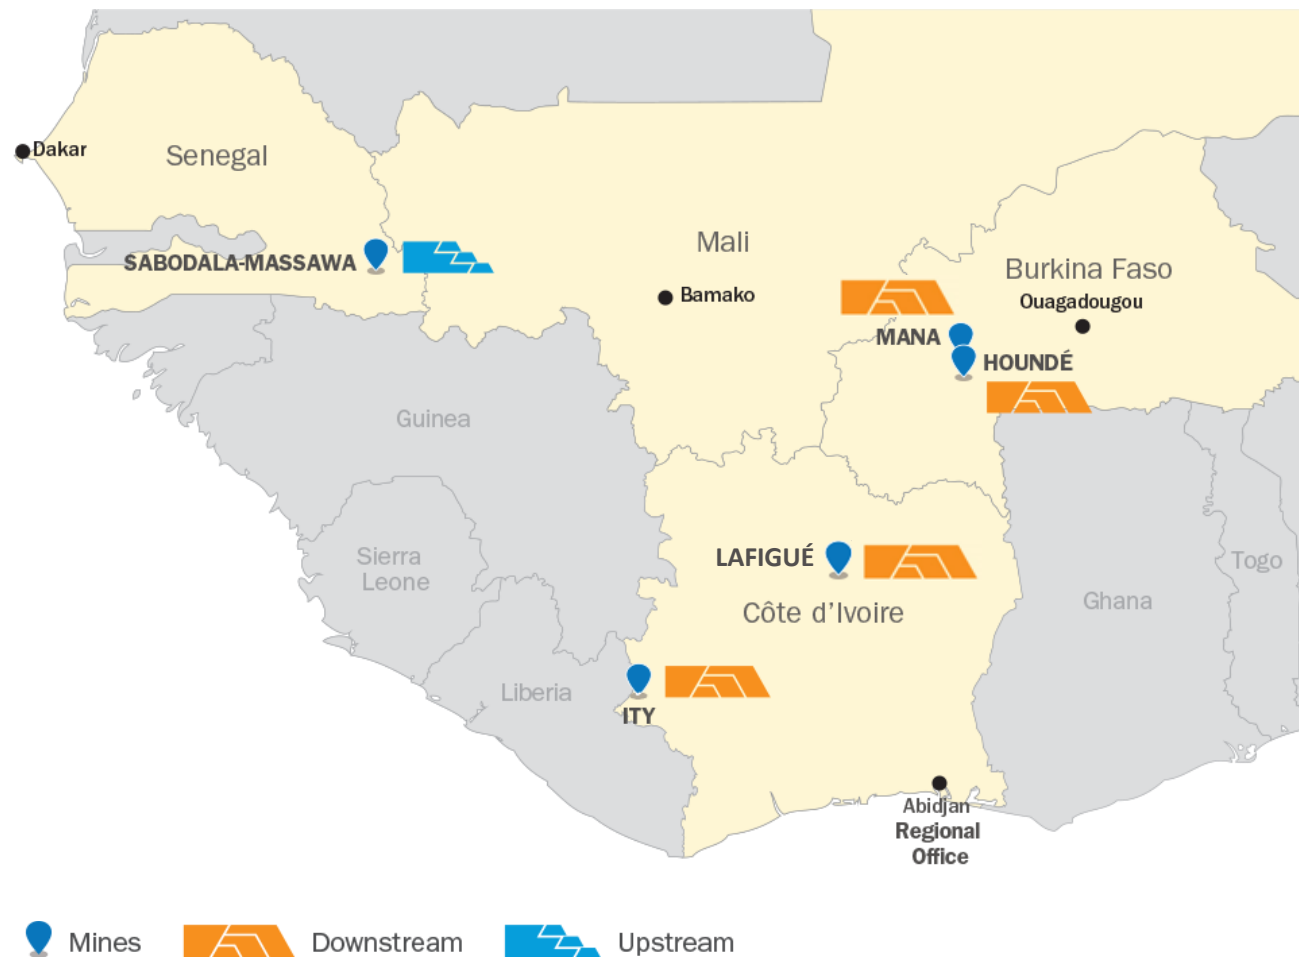 Dakar
Senegal
SABODALA-MASSAWA
Mali
Bamako
Burkina Faso
Ouagadougou
MANA
HOUNDÉ
Guinea
Sierra
Leone
LAFIGUÉ
Côte d’Ivoire
Ghana
Togo
Liberia
ITY
Abidjan
Regional
Office
Mines
Downstream
Upstream